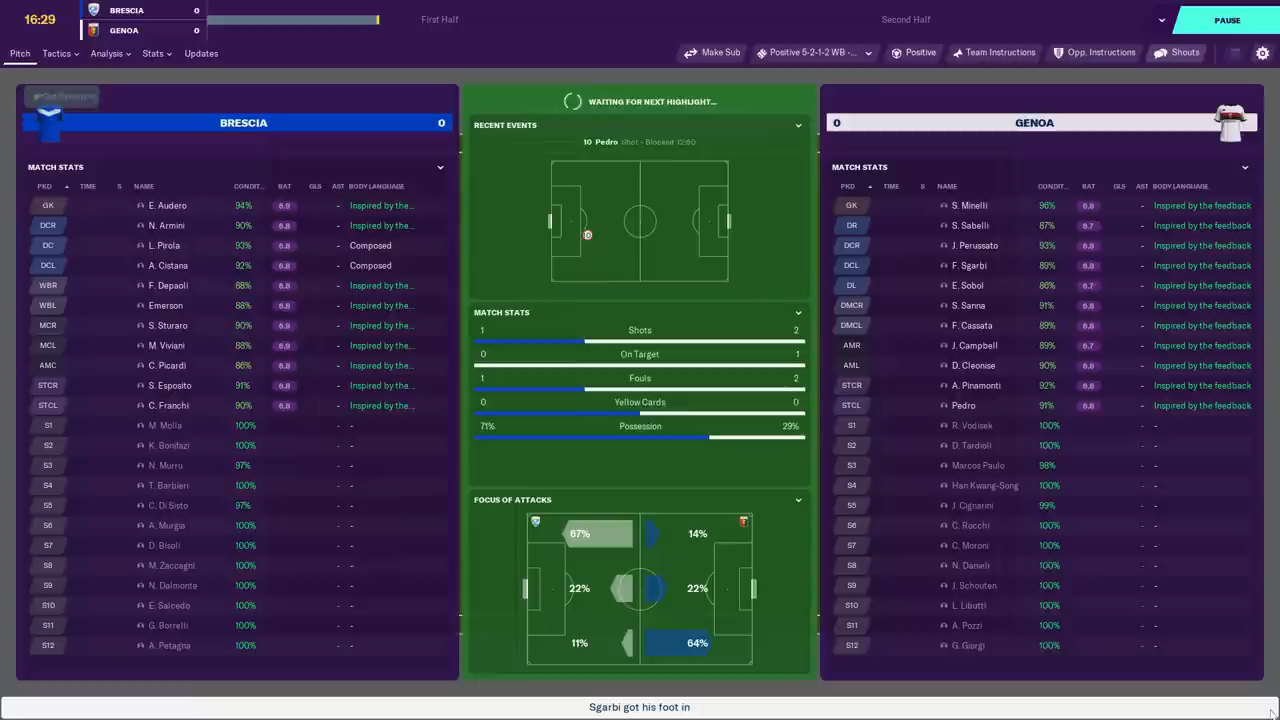 16:29
BRESCIA 0
GENOA 0
First Half
Second Half
PAUSE
Pitch Tactics Analysis Stats Updates
Make Sub Positive 5-2-1-2 WB -... Positive Team Instructions Opp. Instructions Shouts
BRESCIA 0
MATCH STATS
PKD TIME S NAME CONDIT... RAT GLS AST BODY LANGUAGE
GK E. Audero 94% 6.9 - Inspired by the...
DCR N. Armini 90% 6.8 - Inspired by the...
DC L. Pirola 93% 6.8 - Composed
DCL A. Cistana 92% 6.8 - Composed
WBR F. Depaoli 88% 6.8 - Inspired by the...
WBL Emerson 88% 6.8 - Inspired by the...
MCR S. Sturaro 90% 6.9 - Inspired by the...
MCL M. Viviani 88% 6.9 - Inspired by the...
AMC C. Picardi 86% 6.8 - Inspired by the...
STCR S. Esposito 91% 6.8 - Inspired by the...
STCL C. Franchi 90% 6.8 - Inspired by the...
S1 M. Molla 100% - -
S2 K. Bonifazi 100% - -
S3 N. Murru 97% - -
S4 T. Barbieri 100% - -
S5 C. Di Sisto 97% - -
S6 A. Murgia 100% - -
S7 D. Bisoli 100% - -
S8 M. Zaccagni 100% - -
S9 N. Dalmonte 100% - -
S10 E. Salcedo 100% - -
S11 G. Borrelli 100% - -
S12 A. Petagna 100% - -
WAITING FOR NEXT HIGHLIGHT...
RECENT EVENTS
10 Pedro Shot - Blocked 12:50
10
MATCH STATS
1 Shots 2
0 On Target 1
1 Fouls 2
0 Yellow Cards 0
71% Possession 29%
FOCUS OF ATTACKS
67% 14%
22% 22%
11% 64%
0 GENOA
MATCH STATS
PKD TIME S NAME CONDIT... RAT GLS AST BODY LANGUAGE
GK S. Minelli 96% 6.8 - Inspired by the feedback
DR S. Sabelli 87% 6.7 - Inspired by the feedback
DCR J. Perussato 93% 6.8 - Inspired by the feedback
DCL F. Sgarbi 89% 6.8 - Inspired by the feedback
DL E. Sobol 86% 6.7 - Inspired by the feedback
DMCR S. Sanna 91% 6.8 - Inspired by the feedback
DMCL F. Cassata 89% 6.8 - Inspired by the feedback
AMR J. Campbell 89% 6.7 - Inspired by the feedback
AML D. Cleonise 90% 6.8 - Inspired by the feedback
STCR A. Pinamonti 92% 6.8 - Inspired by the feedback
STCL Pedro 91% 6.8 - Inspired by the feedback
S1 R. Vodisek 100% - -
S2 D. Tardioli 100% - -
S3 Marcos Paulo 98% - -
S4 Han Kwang-Song 100% - -
S5 J. Cignarini 99% - -
S6 C. Rocchi 100% - -
S7 C. Moroni 100% - -
S8 N. Danieli 100% - -
S9 J. Schouten 100% - -
S10 L. Libutti 100% - -
S11 A. Pozzi 100% - -
S12 G. Giorgi 100% - -
Sgarbi got his foot in